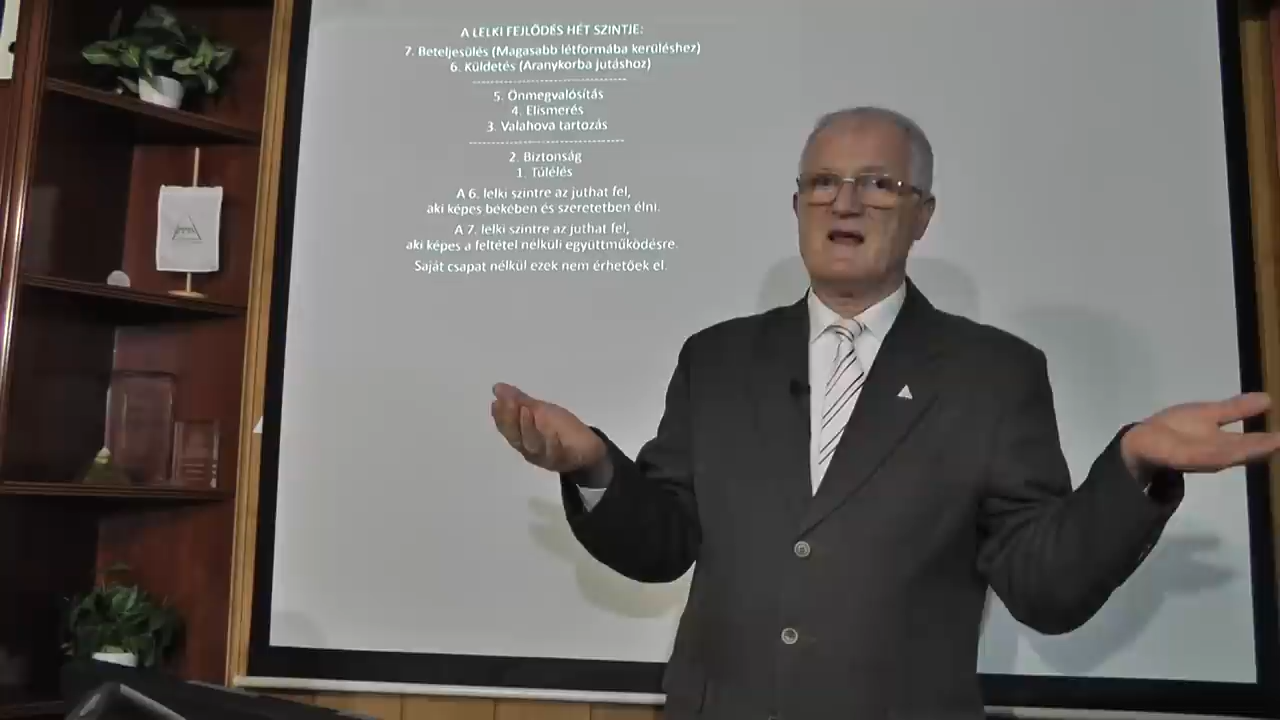 A LELKI FEJLŐDÉS HÉT SZINTJE:
7. Beteljesülés (Magasabb létformába kerüléshez)
6. Küldetés (Aranykorba jutáshoz)
----------------------------
5. Önmegvalósítás
4. Elismerés
3. Valahova tartozás
----------------------------
2. Biztonság
1. Túlélés
A 6. lelki szintre az juthat fel,
aki képes békében és szeretetben élni.
A 7. lelki szintre az juthat fel,
aki képes a feltétel nélküli együttműködésre.
Saját csapat nélkül ezek nem érhetőek el.